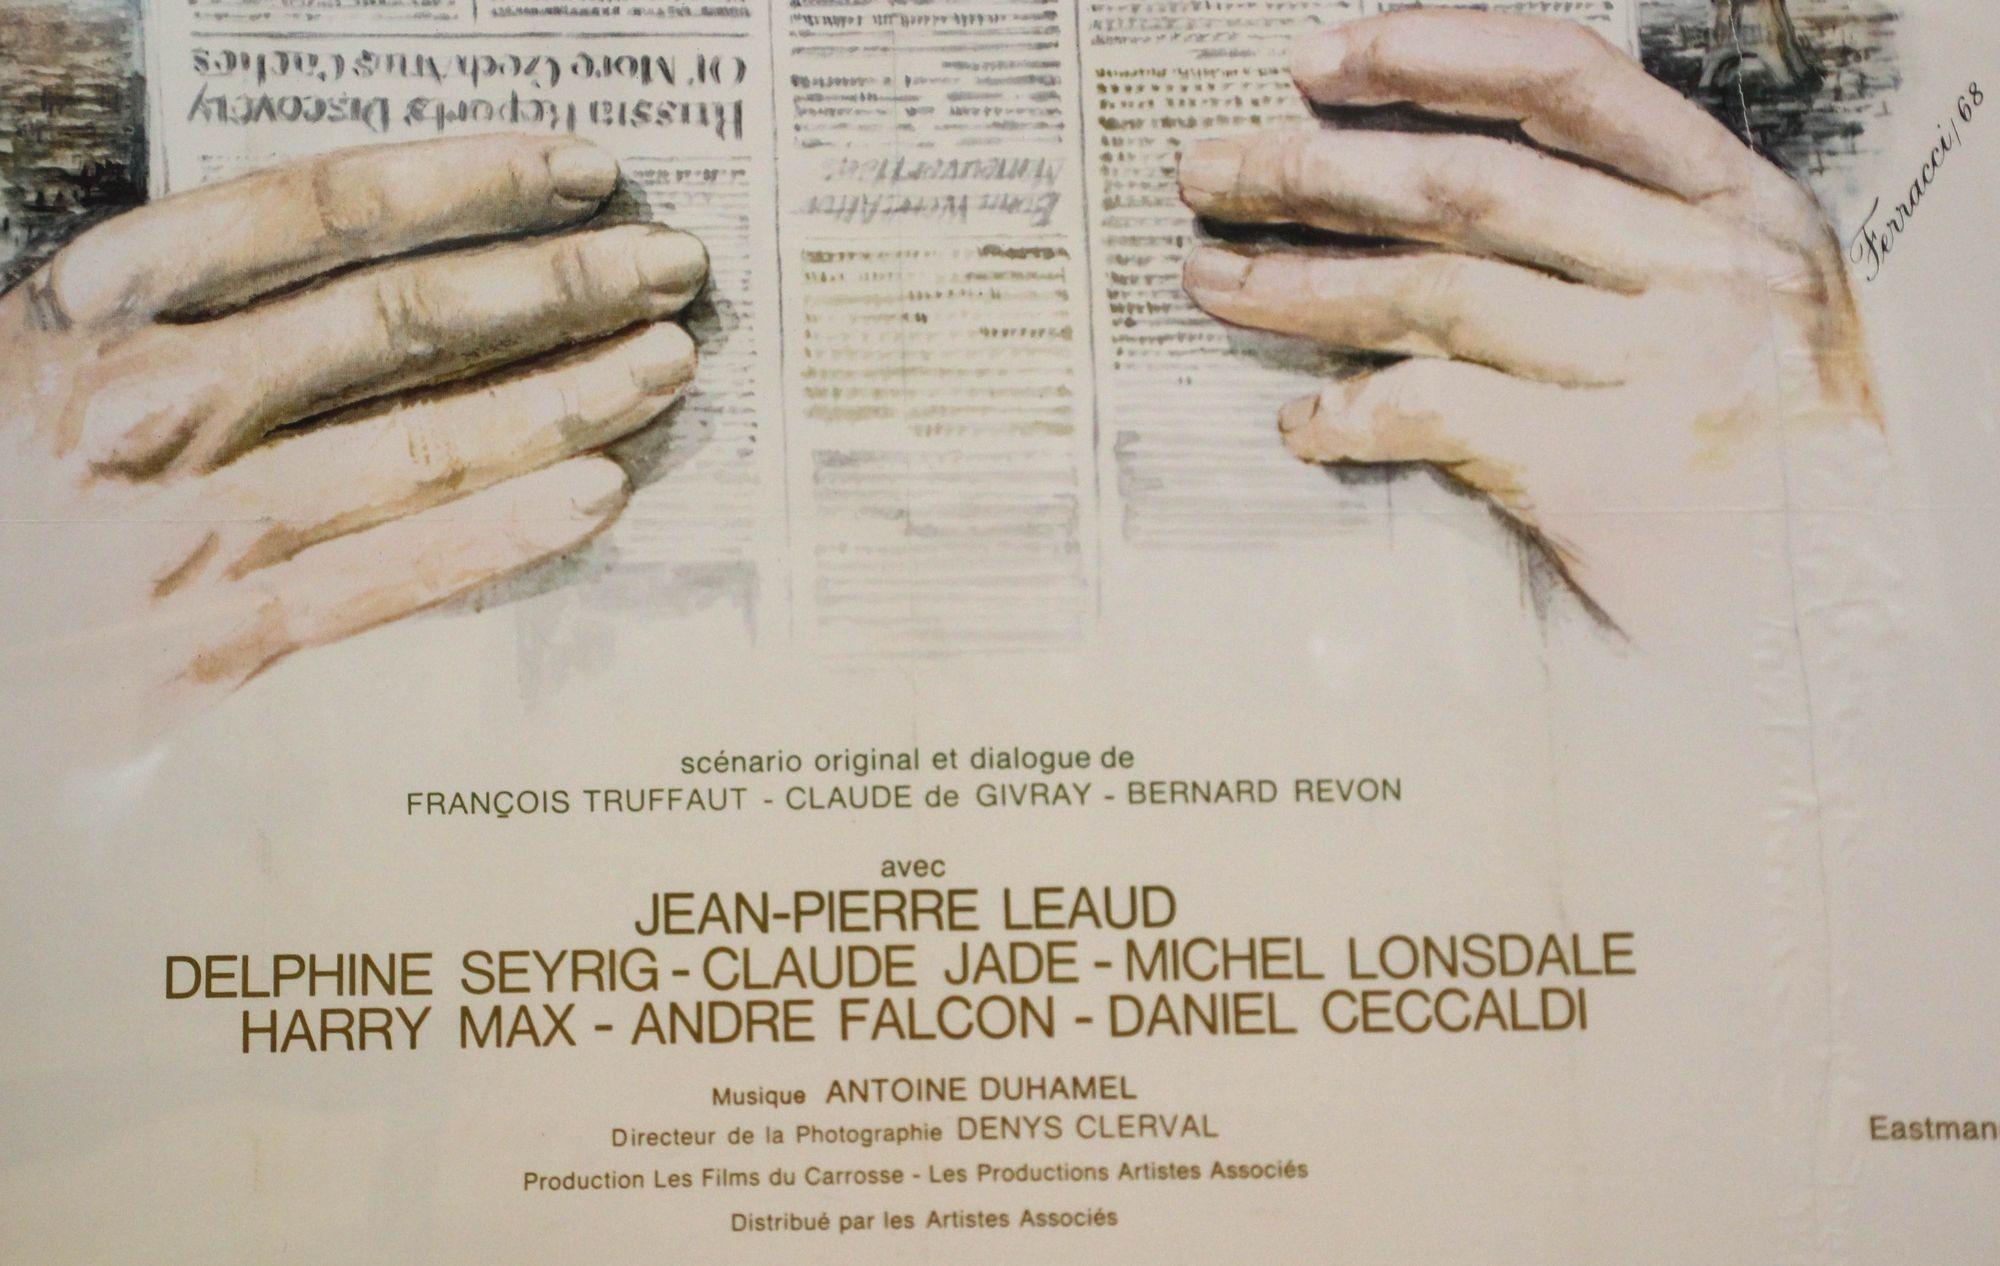 Russia Reports Discovery
Of More Czech Arms Caches
Ferracci/68
scénario original et dialogue de
FRANÇOIS TRUFFAUT - CLAUDE de GIVRAY - BERNARD REVON
avec
JEAN-PIERRE LEAUD
DELPHINE SEYRIG - CLAUDE JADE - MICHEL LONSDALE
HARRY MAX - ANDRE FALCON - DANIEL CECCALDI
Musique ANTOINE DUHAMEL
Directeur de la Photographie DENYS CLERVAL
Eastman
Production Les Films du Carrosse - Les Productions Artistes Associés
Distribué par les Artistes Associés